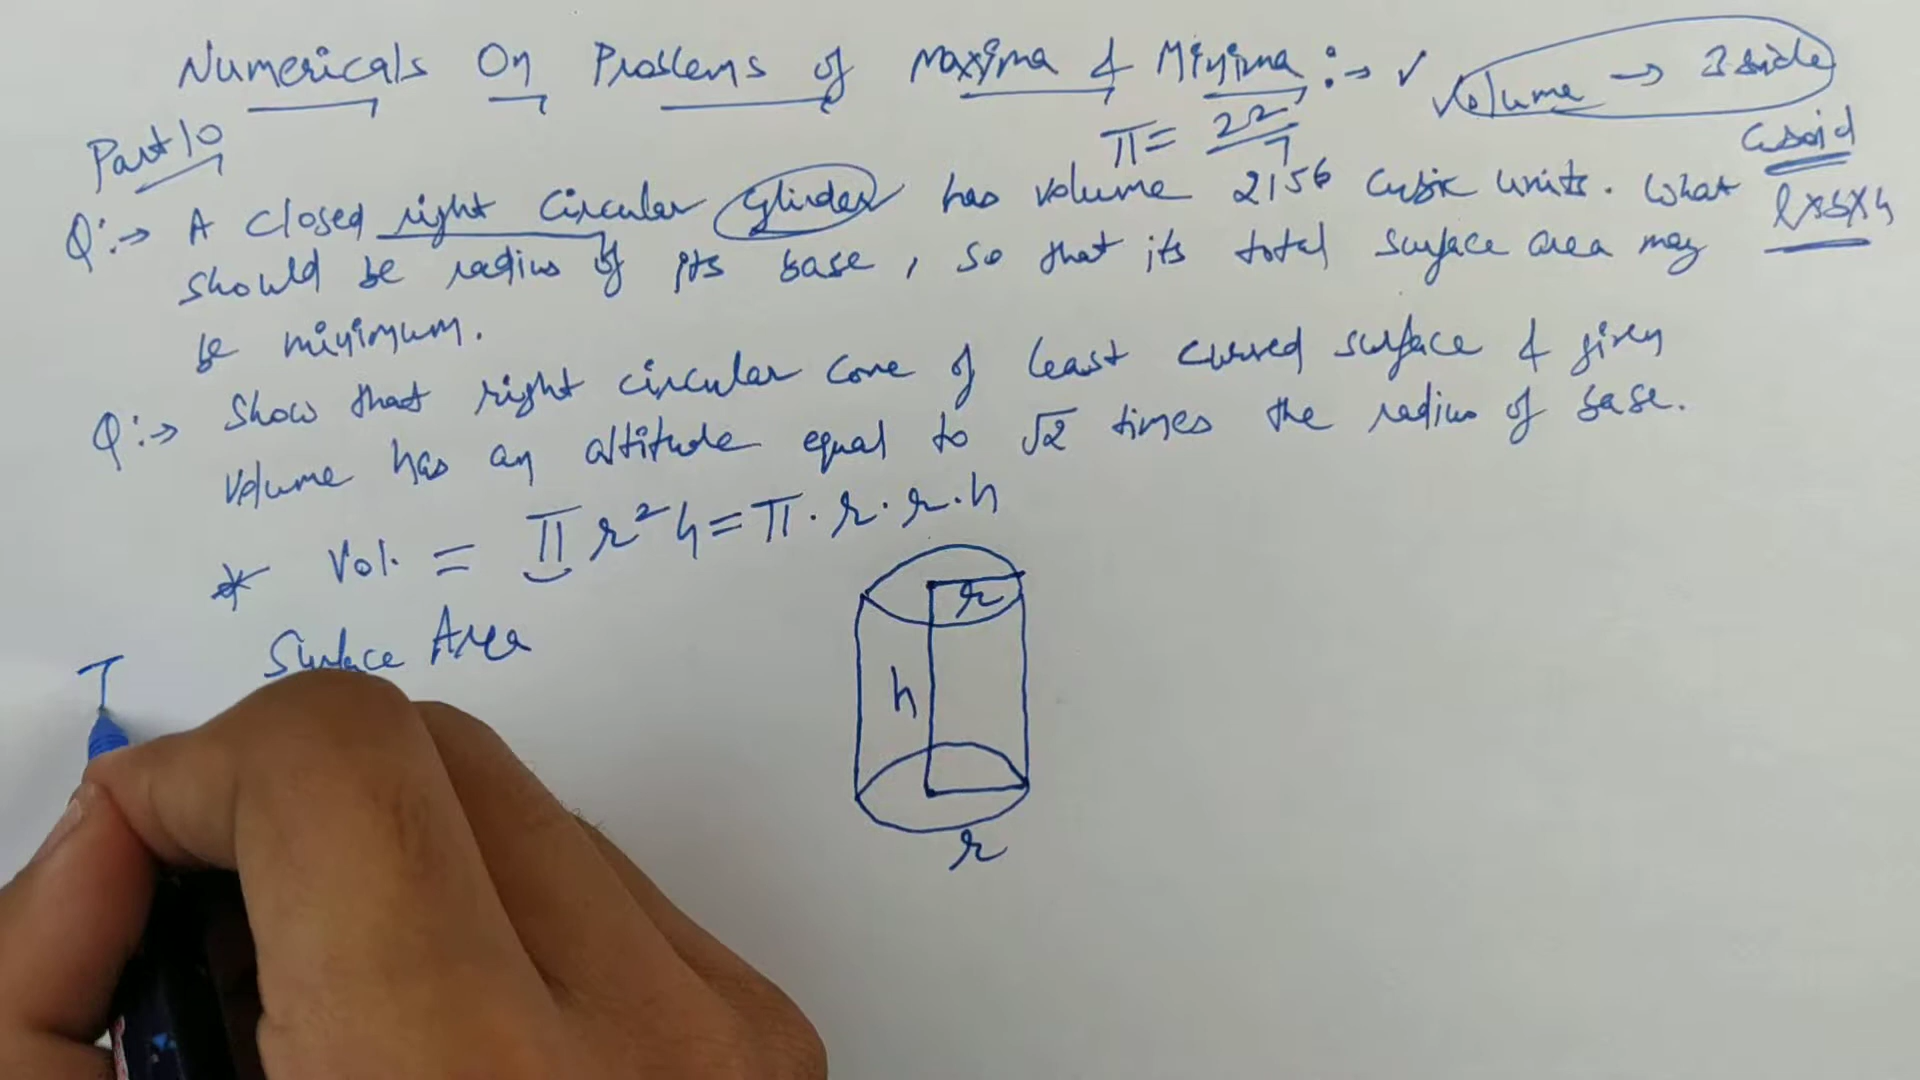 Numericals On Problems of Maxima & Minima :→ ✓
Volume → 3 side
Part 10
π = 22/7
Cuboid
l×b×h
Q:→ A closed right circular cylinder has volume 2156 cubic units. What
should be radius of its base, so that its total surface area may
be minimum.
Q:→ Show that right circular cone of least curved surface & given
volume has an altitude equal to √2 times the radius of base.
* Vol. = πr²h = π·r·r·h
r
Surface Area
T
h
r